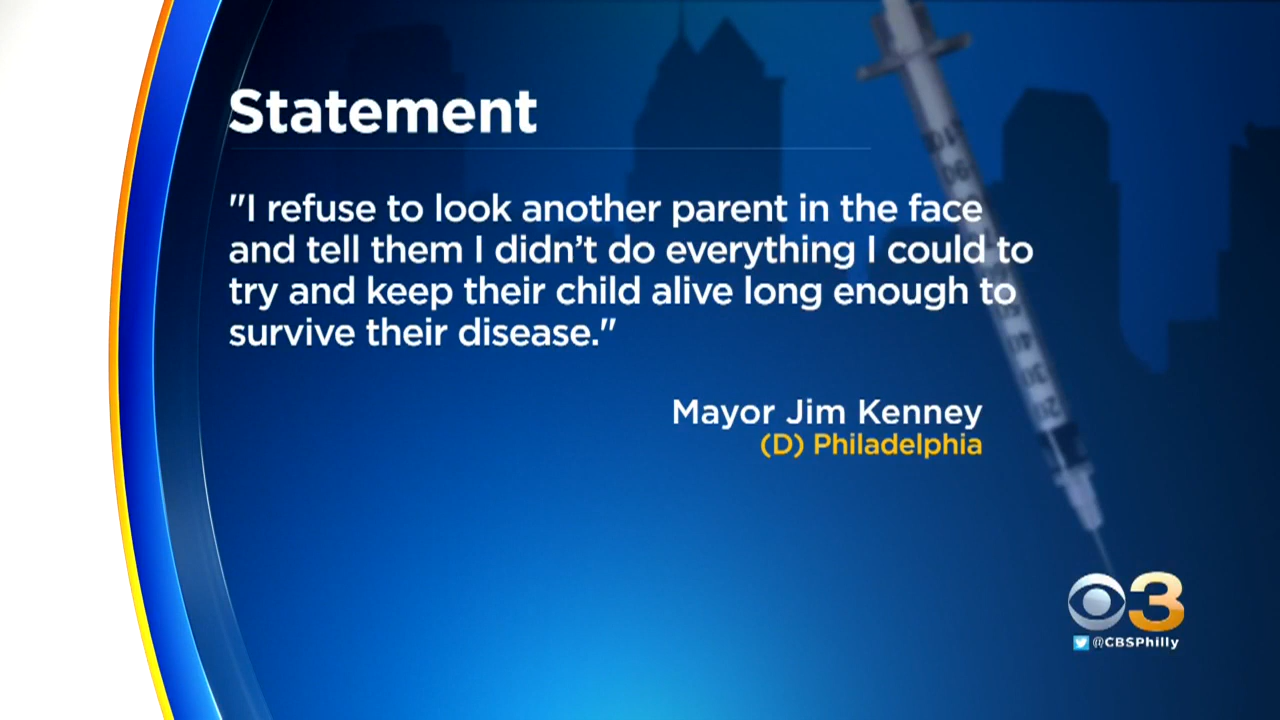 Statement
"I refuse to look another parent in the face
and tell them I didn’t do everything I could to
try and keep their child alive long enough to
survive their disease."
Mayor Jim Kenney
(D) Philadelphia
3
@CBSPhilly